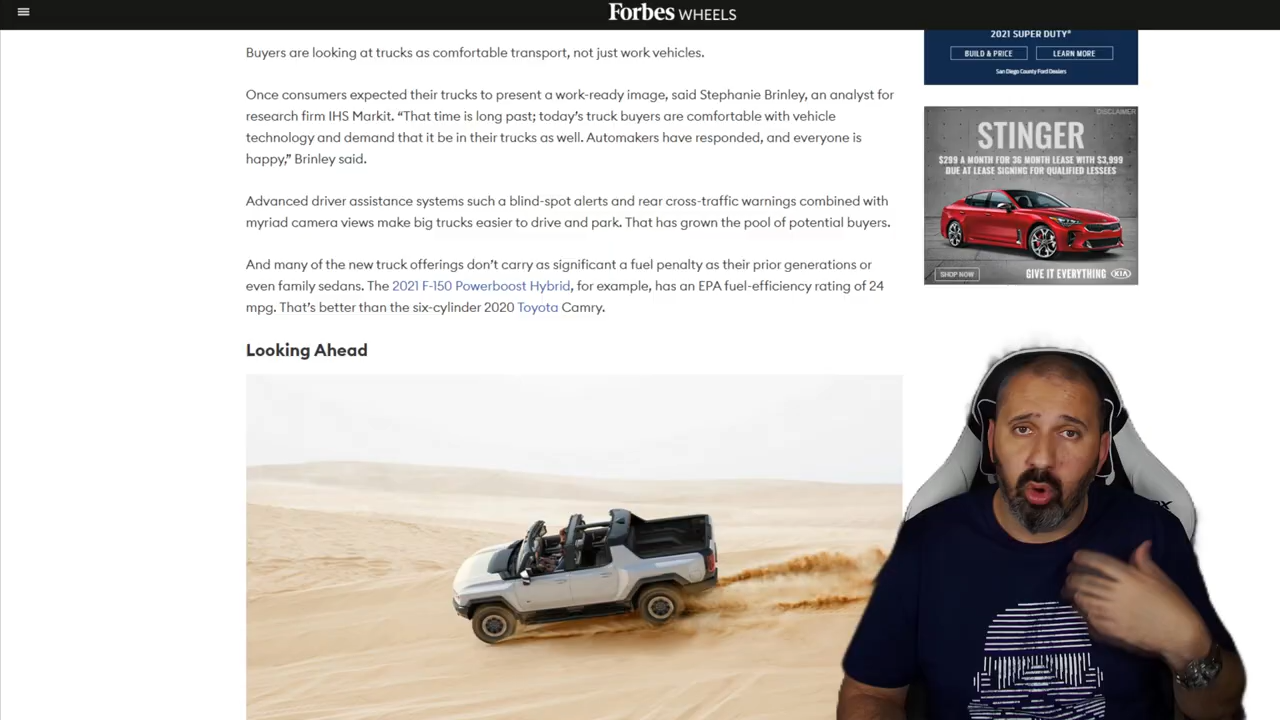 Forbes WHEELS
Buyers are looking at trucks as comfortable transport, not just work vehicles.
Once consumers expected their trucks to present a work-ready image, said Stephanie Brinley, an analyst for
research firm IHS Markit. “That time is long past; today’s truck buyers are comfortable with vehicle
technology and demand that it be in their trucks as well. Automakers have responded, and everyone is
happy,” Brinley said.
Advanced driver assistance systems such a blind-spot alerts and rear cross-traffic warnings combined with
myriad camera views make big trucks easier to drive and park. That has grown the pool of potential buyers.
And many of the new truck offerings don’t carry as significant a fuel penalty as their prior generations or
even family sedans. The 2021 F-150 Powerboost Hybrid, for example, has an EPA fuel-efficiency rating of 24
mpg. That’s better than the six-cylinder 2020 Toyota Camry.
Looking Ahead
2021 SUPER DUTY®
BUILD & PRICE LEARN MORE
San Diego County Ford Dealers
DISCLAIMER
STINGER
$299 A MONTH FOR 36 MONTH LEASE WITH $3,999
DUE AT LEASE SIGNING FOR QUALIFIED LESSEES
SHOP NOW GIVE IT EVERYTHING KIA